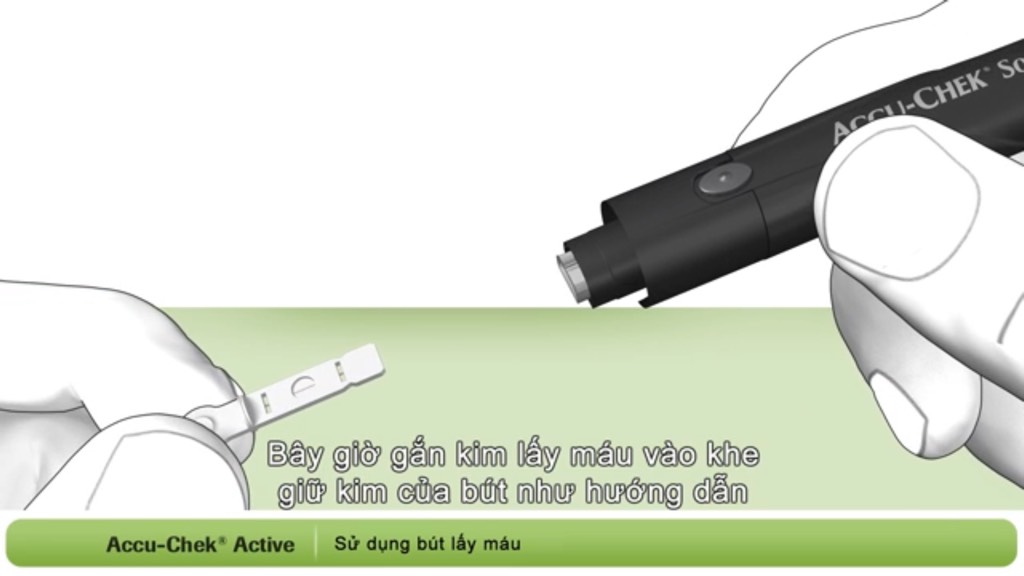 ACCU-CHEK® So
Bây giờ gắn kim lấy máu vào khe
giữ kim của bút như hướng dẫn
Accu-Chek® Active
Sử dụng bút lấy máu